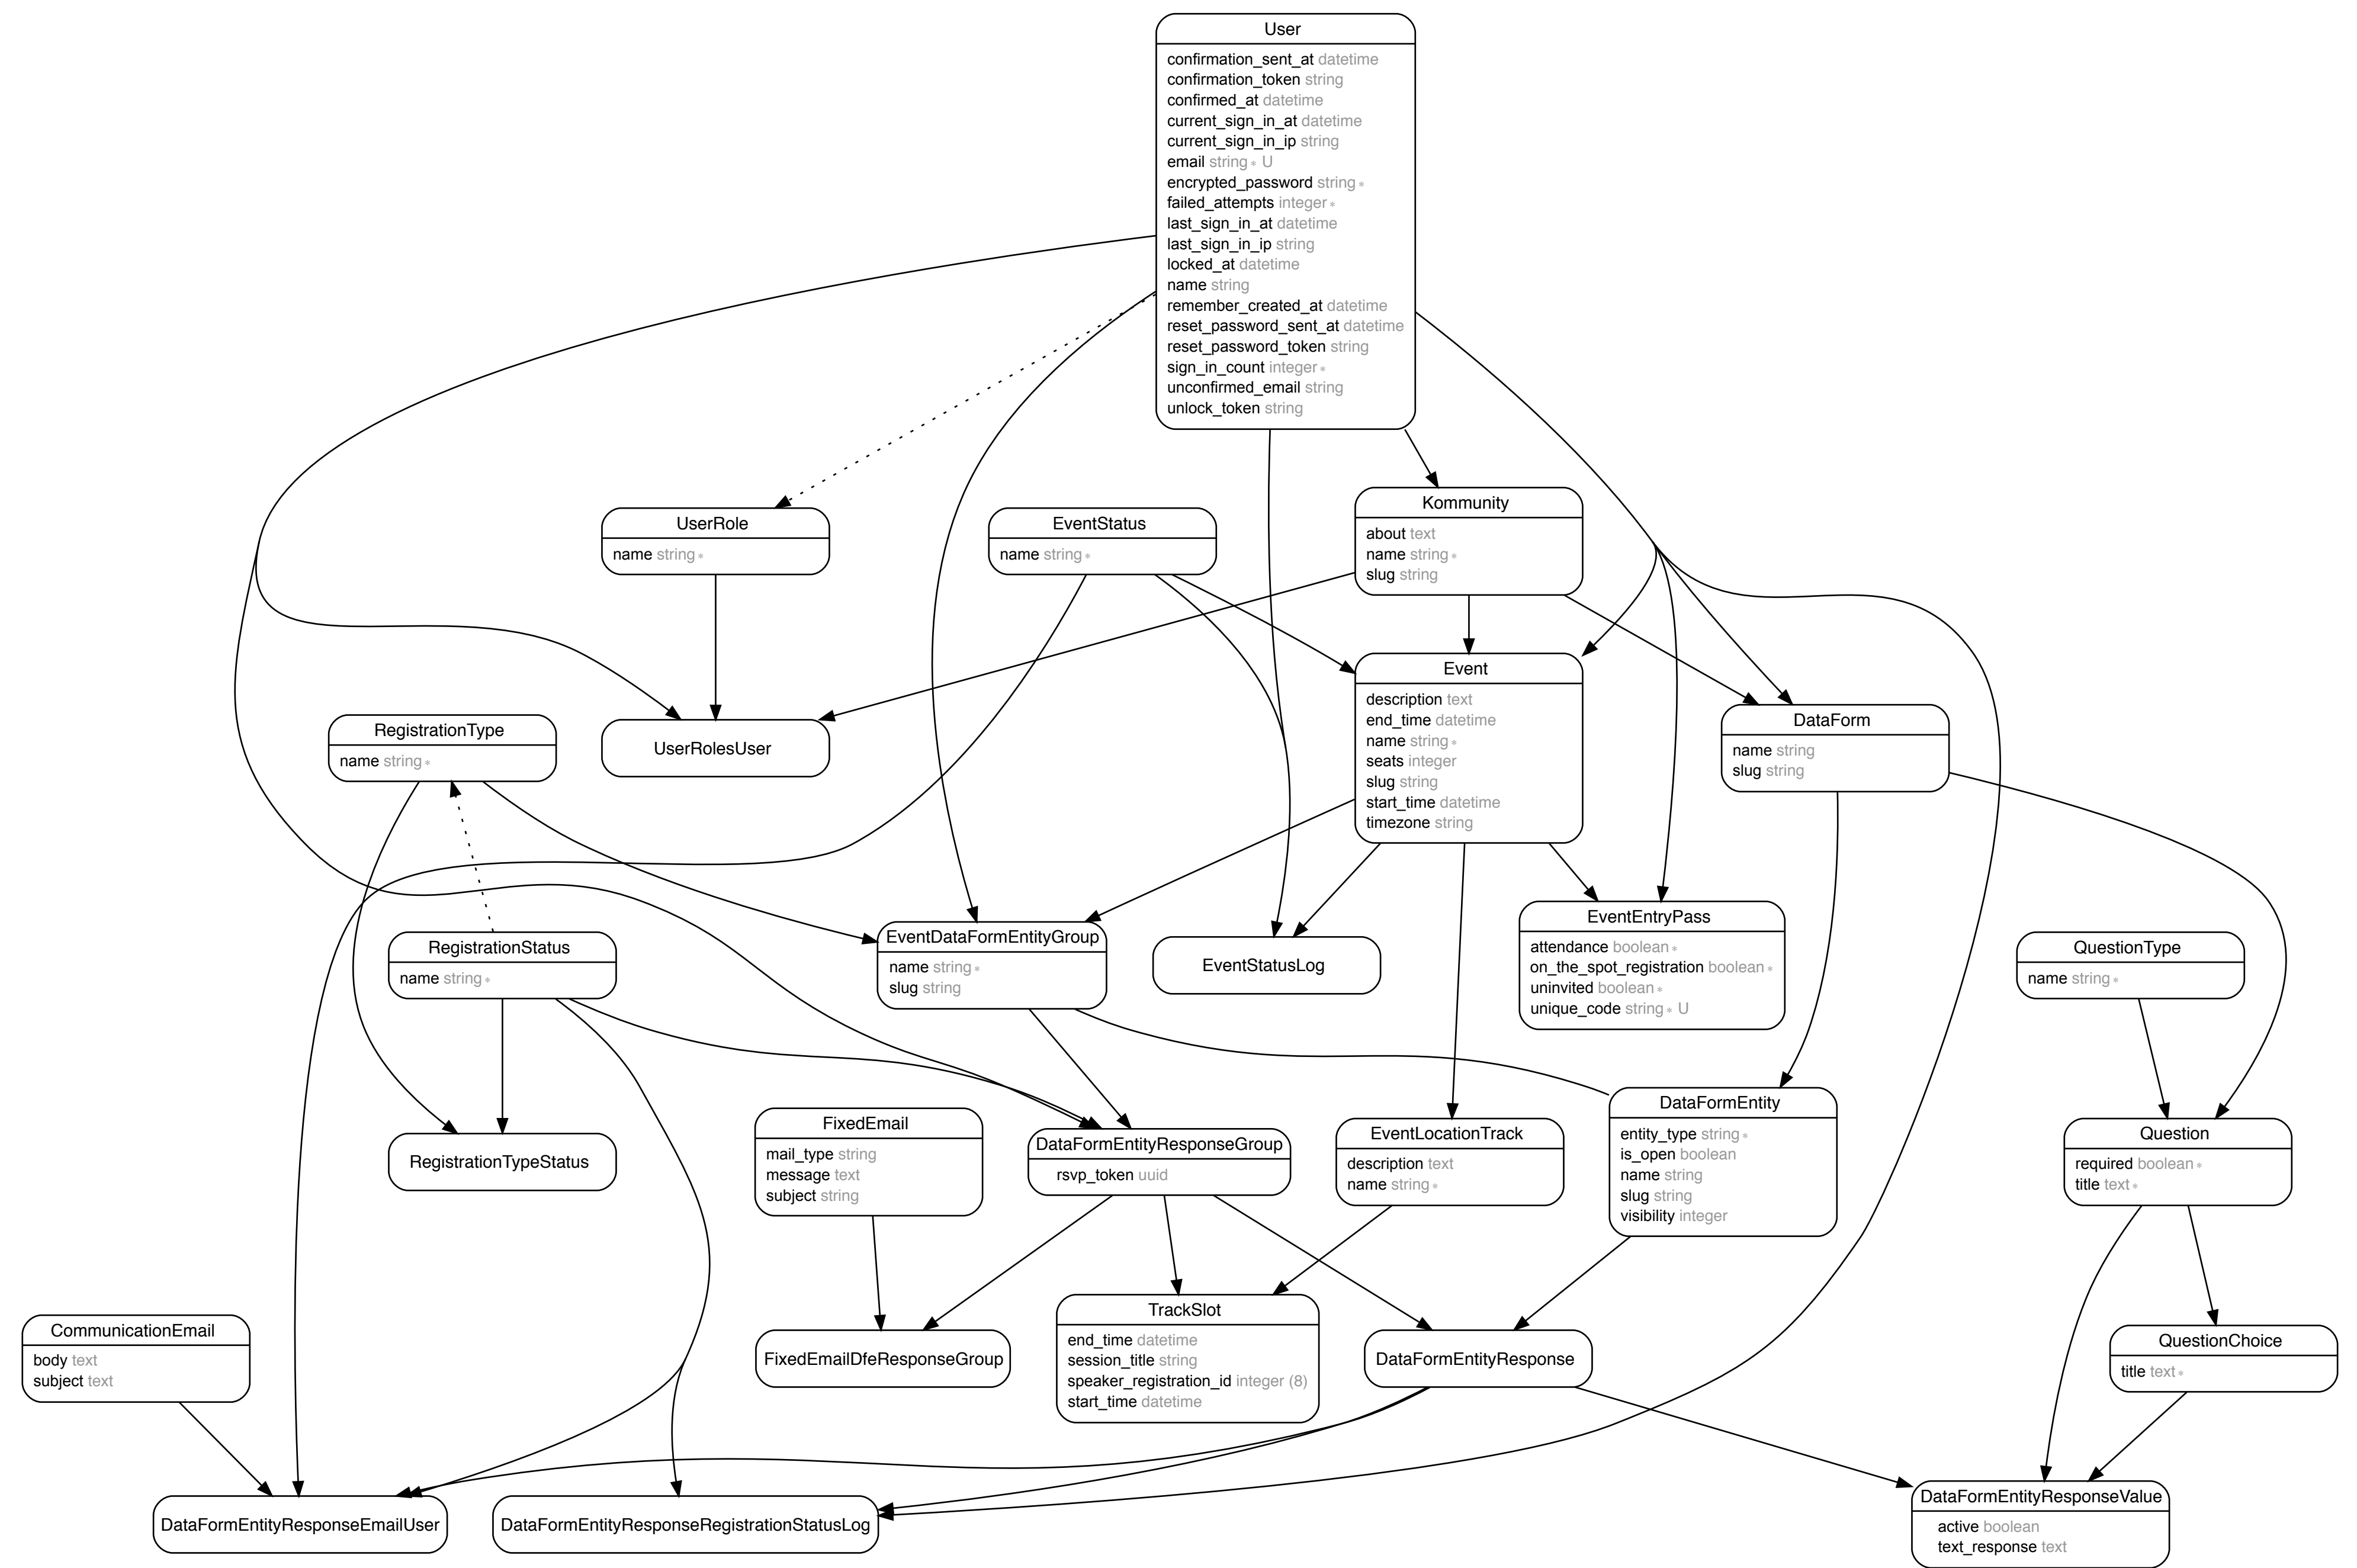 User
confirmation_sent_at datetime
confirmation_token string
confirmed_at datetime
current_sign_in_at datetime
current_sign_in_ip string
email string * U
encrypted_password string *
failed_attempts integer *
last_sign_in_at datetime
last_sign_in_ip string
locked_at datetime
name string
remember_created_at datetime
reset_password_sent_at datetime
reset_password_token string
sign_in_count integer *
unconfirmed_email string
unlock_token string
UserRole
name string *
EventStatus
name string *
Kommunity
about text
name string *
slug string
RegistrationType
name string *
UserRolesUser
Event
description text
end_time datetime
name string *
seats integer
slug string
start_time datetime
timezone string
DataForm
name string
slug string
RegistrationStatus
name string *
EventDataFormEntityGroup
name string *
slug string
EventStatusLog
EventEntryPass
attendance boolean *
on_the_spot_registration boolean *
uninvited boolean *
unique_code string * U
QuestionType
name string *
RegistrationTypeStatus
FixedEmail
mail_type string
message text
subject string
DataFormEntityResponseGroup
rsvp_token uuid
EventLocationTrack
description text
name string *
DataFormEntity
entity_type string *
is_open boolean
name string
slug string
visibility integer
Question
required boolean *
title text *
CommunicationEmail
body text
subject text
FixedEmailDfeResponseGroup
TrackSlot
end_time datetime
session_title string
speaker_registration_id integer (8)
start_time datetime
DataFormEntityResponse
QuestionChoice
title text *
DataFormEntityResponseEmailUser
DataFormEntityResponseRegistrationStatusLog
DataFormEntityResponseValue
active boolean
text_response text